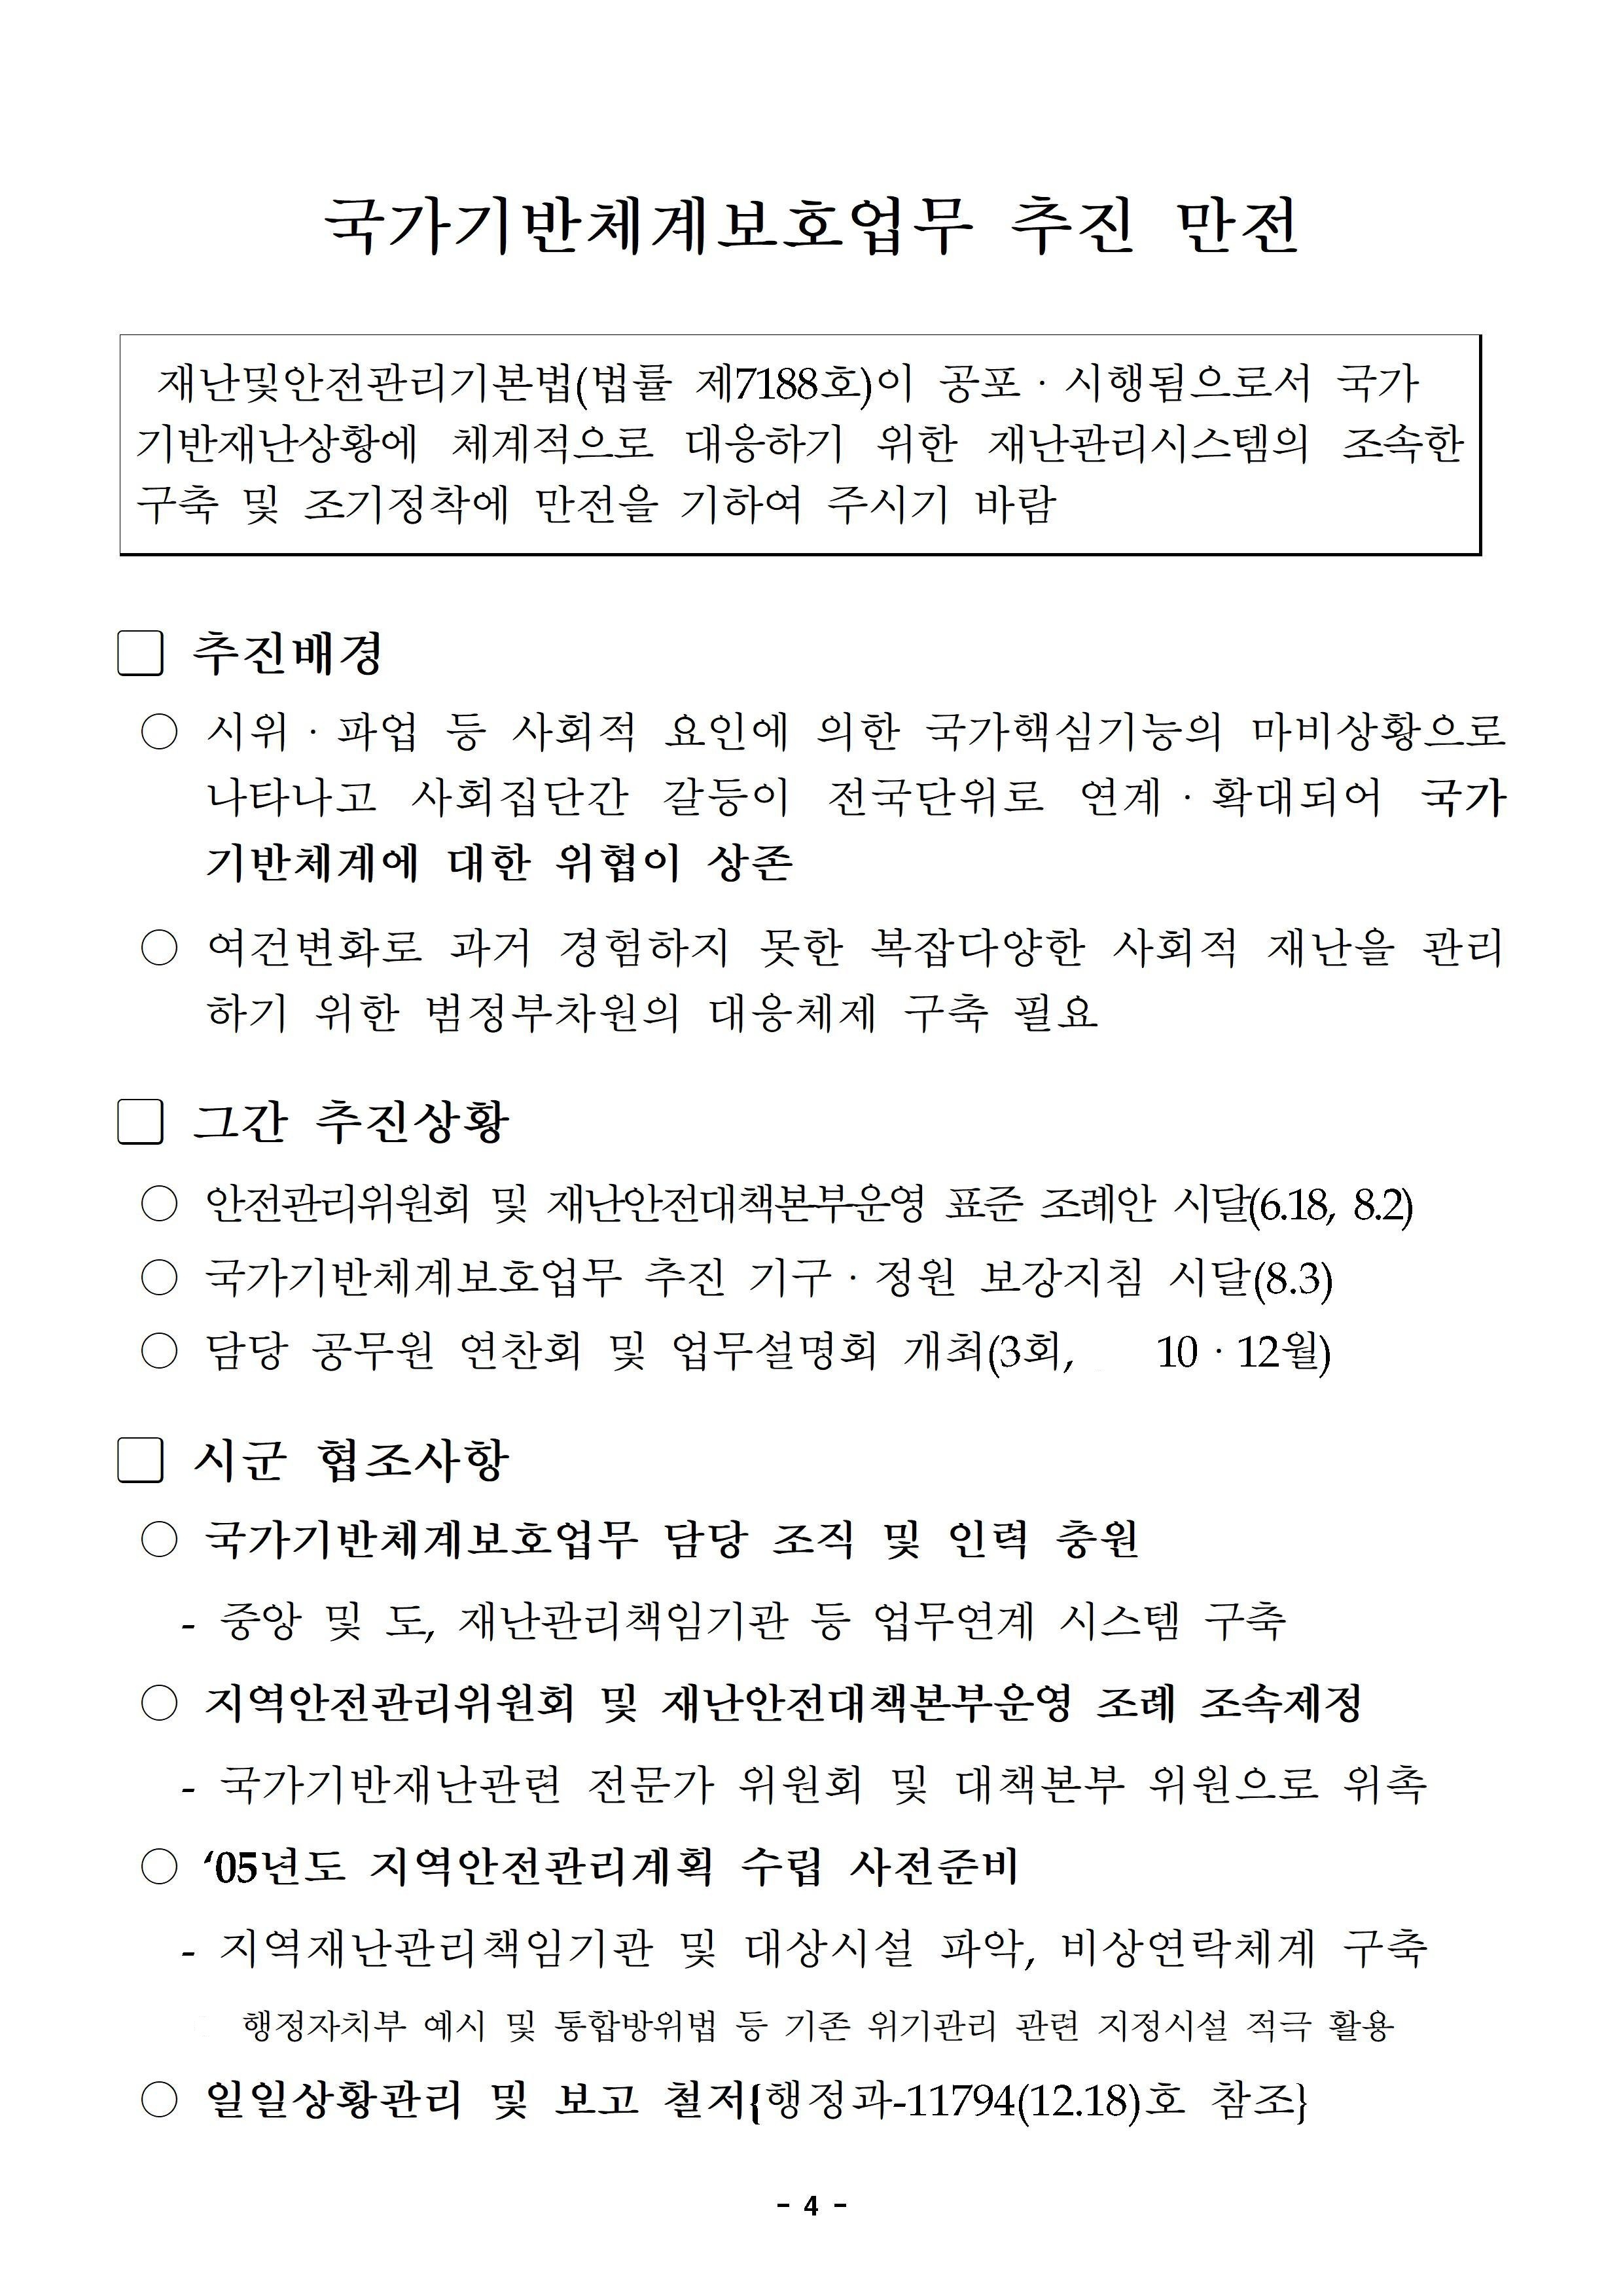 국가기반체계보호업무 추진 만전
재난및안전관리기본법(법률 제7188호)이 공포·시행됨으로서 국가
기반재난상황에 체계적으로 대응하기 위한 재난관리시스템의 조속한
구축 및 조기정착에 만전을 기하여 주시기 바람
□ 추진배경
○ 시위·파업 등 사회적 요인에 의한 국가핵심기능의 마비상황으로
나타나고 사회집단간 갈등이 전국단위로 연계·확대되어 국가
기반체계에 대한 위협이 상존
○ 여건변화로 과거 경험하지 못한 복잡다양한 사회적 재난을 관리
하기 위한 범정부차원의 대응체제 구축 필요
□ 그간 추진상황
○ 안전관리위원회 및 재난안전대책본부운영 표준 조례안 시달(6.18, 8.2)
○ 국가기반체계보호업무 추진 기구·정원 보강지침 시달(8.3)
○ 담당 공무원 연찬회 및 업무설명회 개최(3회, 10·12월)
□ 시군 협조사항
○ 국가기반체계보호업무 담당 조직 및 인력 충원
- 중앙 및 도, 재난관리책임기관 등 업무연계 시스템 구축
○ 지역안전관리위원회 및 재난안전대책본부운영 조례 조속제정
- 국가기반재난관련 전문가 위원회 및 대책본부 위원으로 위촉
○ ‘05년도 지역안전관리계획 수립 사전준비
- 지역재난관리책임기관 및 대상시설 파악, 비상연락체계 구축
행정자치부 예시 및 통합방위법 등 기존 위기관리 관련 지정시설 적극 활용
○ 일일상황관리 및 보고 철저{행정과-11794(12.18)호 참조}
- 4 -